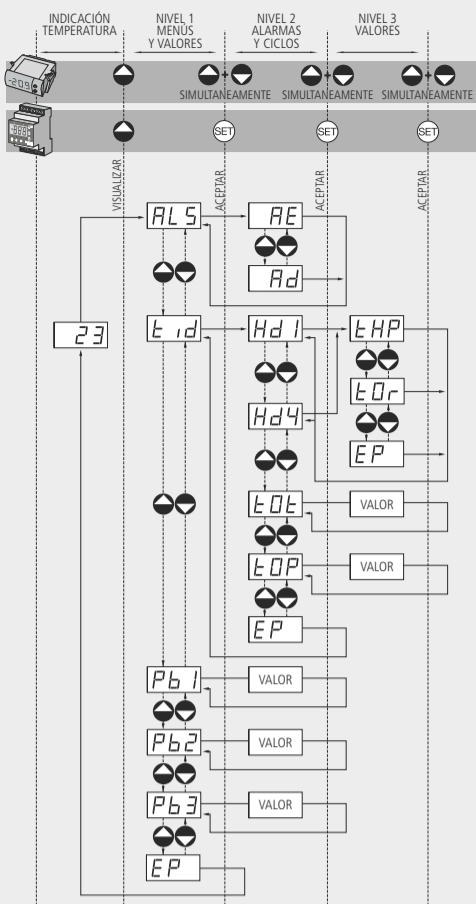 INDICACIÓN
TEMPERATURA
NIVEL 1
MENÚS
Y VALORES
NIVEL 2
ALARMAS
Y CICLOS
NIVEL 3
VALORES
-20.9
+
+
+
SIMULTANEAMENTE
SIMULTANEAMENTE
SIMULTANEAMENTE
SET
SET
SET
VISUALIZAR
ACEPTAR
ACEPTAR
ACEPTAR
ALS
AE
Ad
23
tid
Hd1
tHP
Hd4
tOr
EP
tOt
VALOR
tOP
VALOR
EP
Pb1
VALOR
Pb2
VALOR
Pb3
VALOR
EP